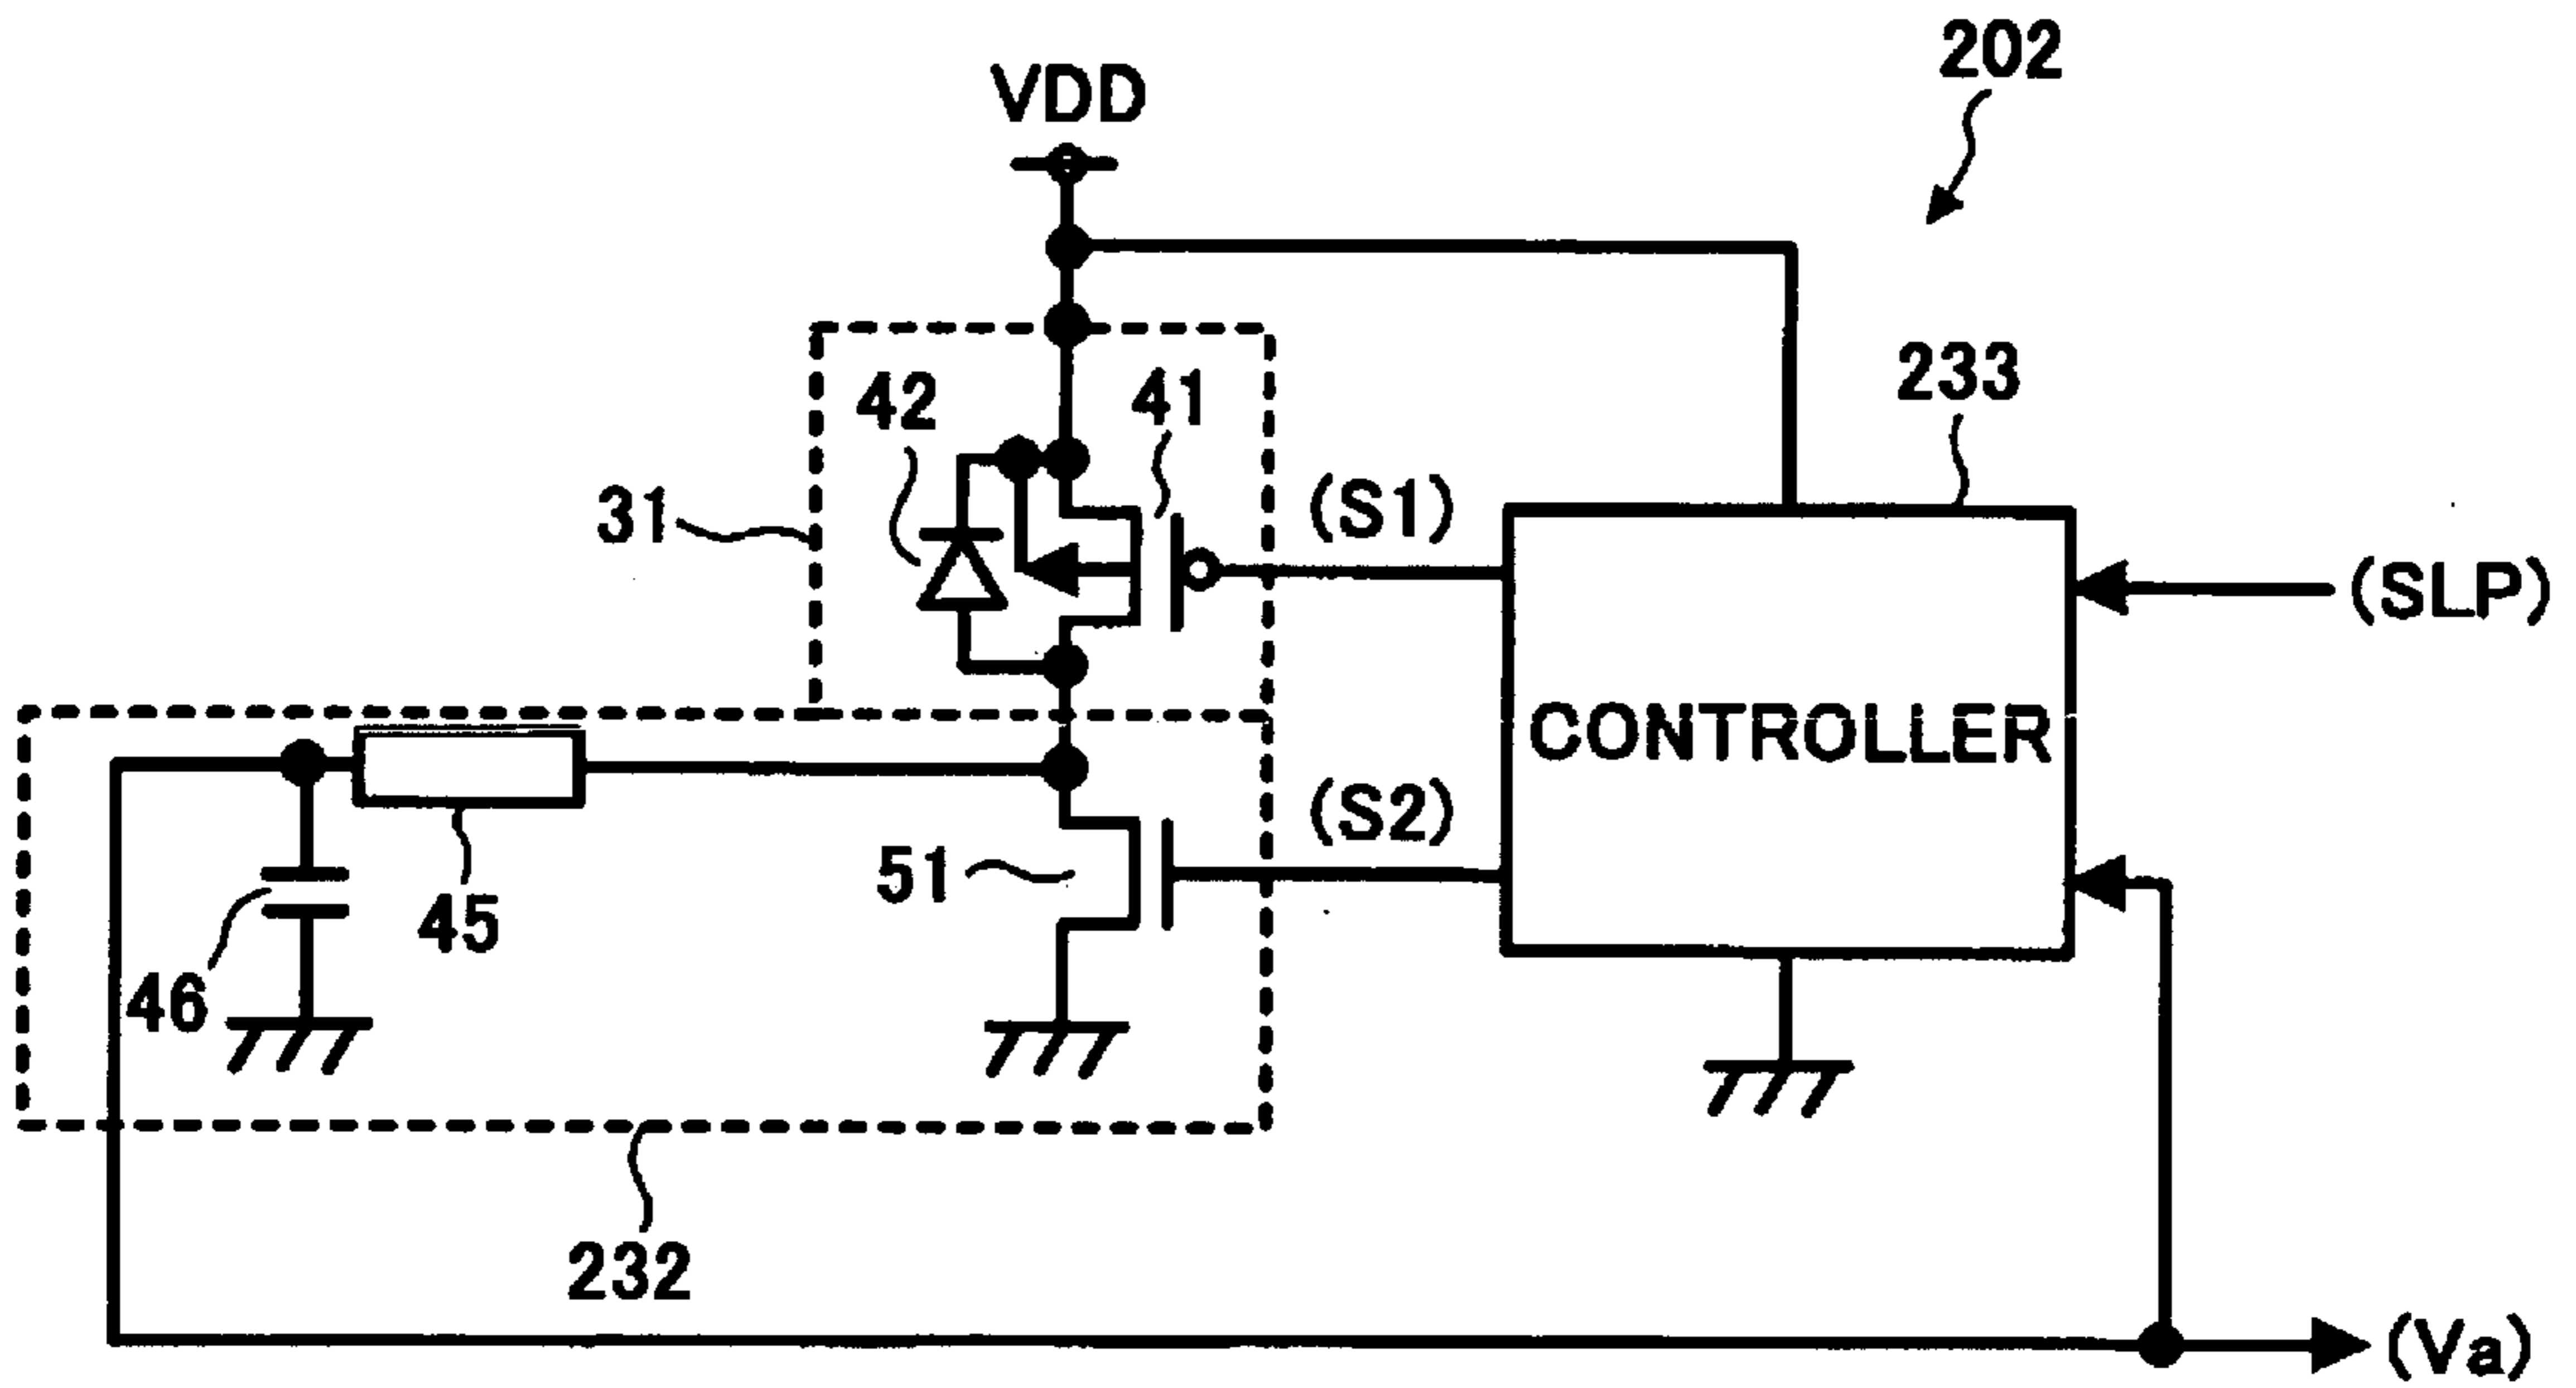 202
VDD
233
42
41
31
(S1)
(SLP)
CONTROLLER
(S2)
51
45
46
232
(Va)